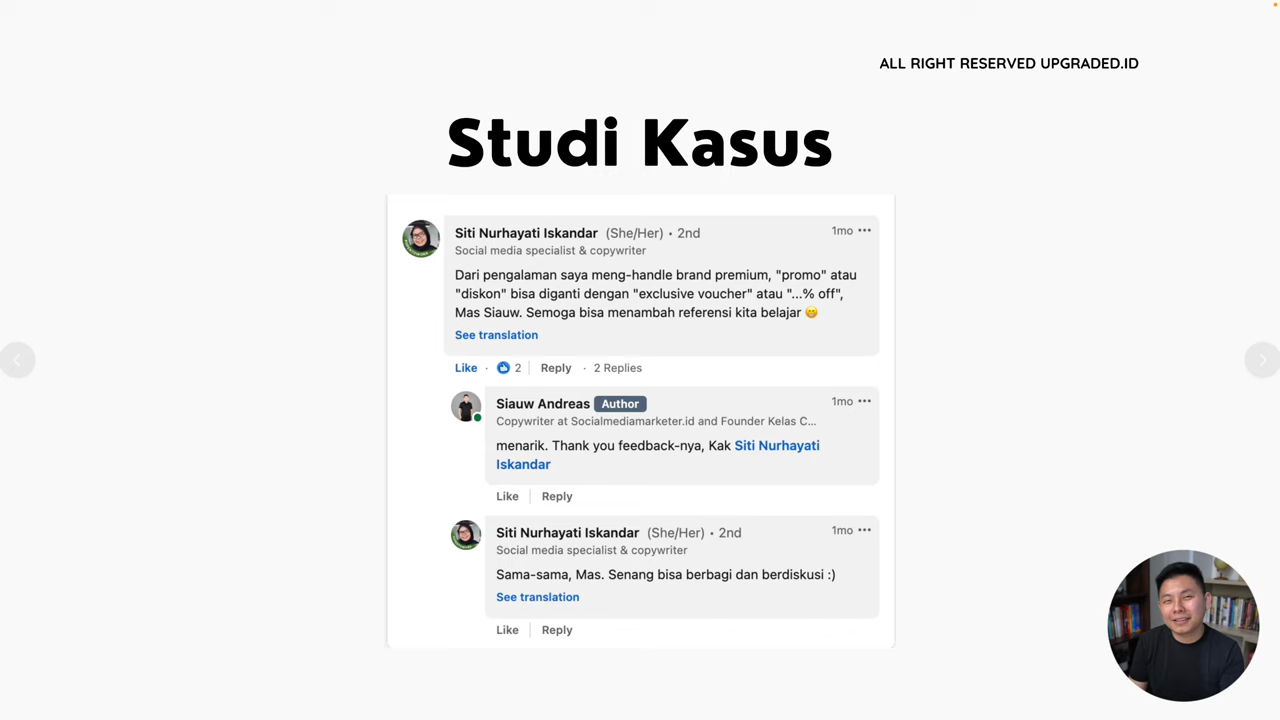 ALL RIGHT RESERVED UPGRADED.ID
Studi Kasus
Siti Nurhayati Iskandar (She/Her) • 2nd
1mo •••
Social media specialist & copywriter
Dari pengalaman saya meng-handle brand premium, "promo" atau
"diskon" bisa diganti dengan "exclusive voucher" atau "...% off",
Mas Siauw. Semoga bisa menambah referensi kita belajar 😁
See translation
Like · 2 | Reply · 2 Replies
Siauw Andreas Author
1mo •••
Copywriter at Socialmediamarketer.id and Founder Kelas C...
menarik. Thank you feedback-nya, Kak Siti Nurhayati
Iskandar
Like | Reply
Siti Nurhayati Iskandar (She/Her) • 2nd
1mo •••
Social media specialist & copywriter
Sama-sama, Mas. Senang bisa berbagi dan berdiskusi :)
See translation
Like | Reply